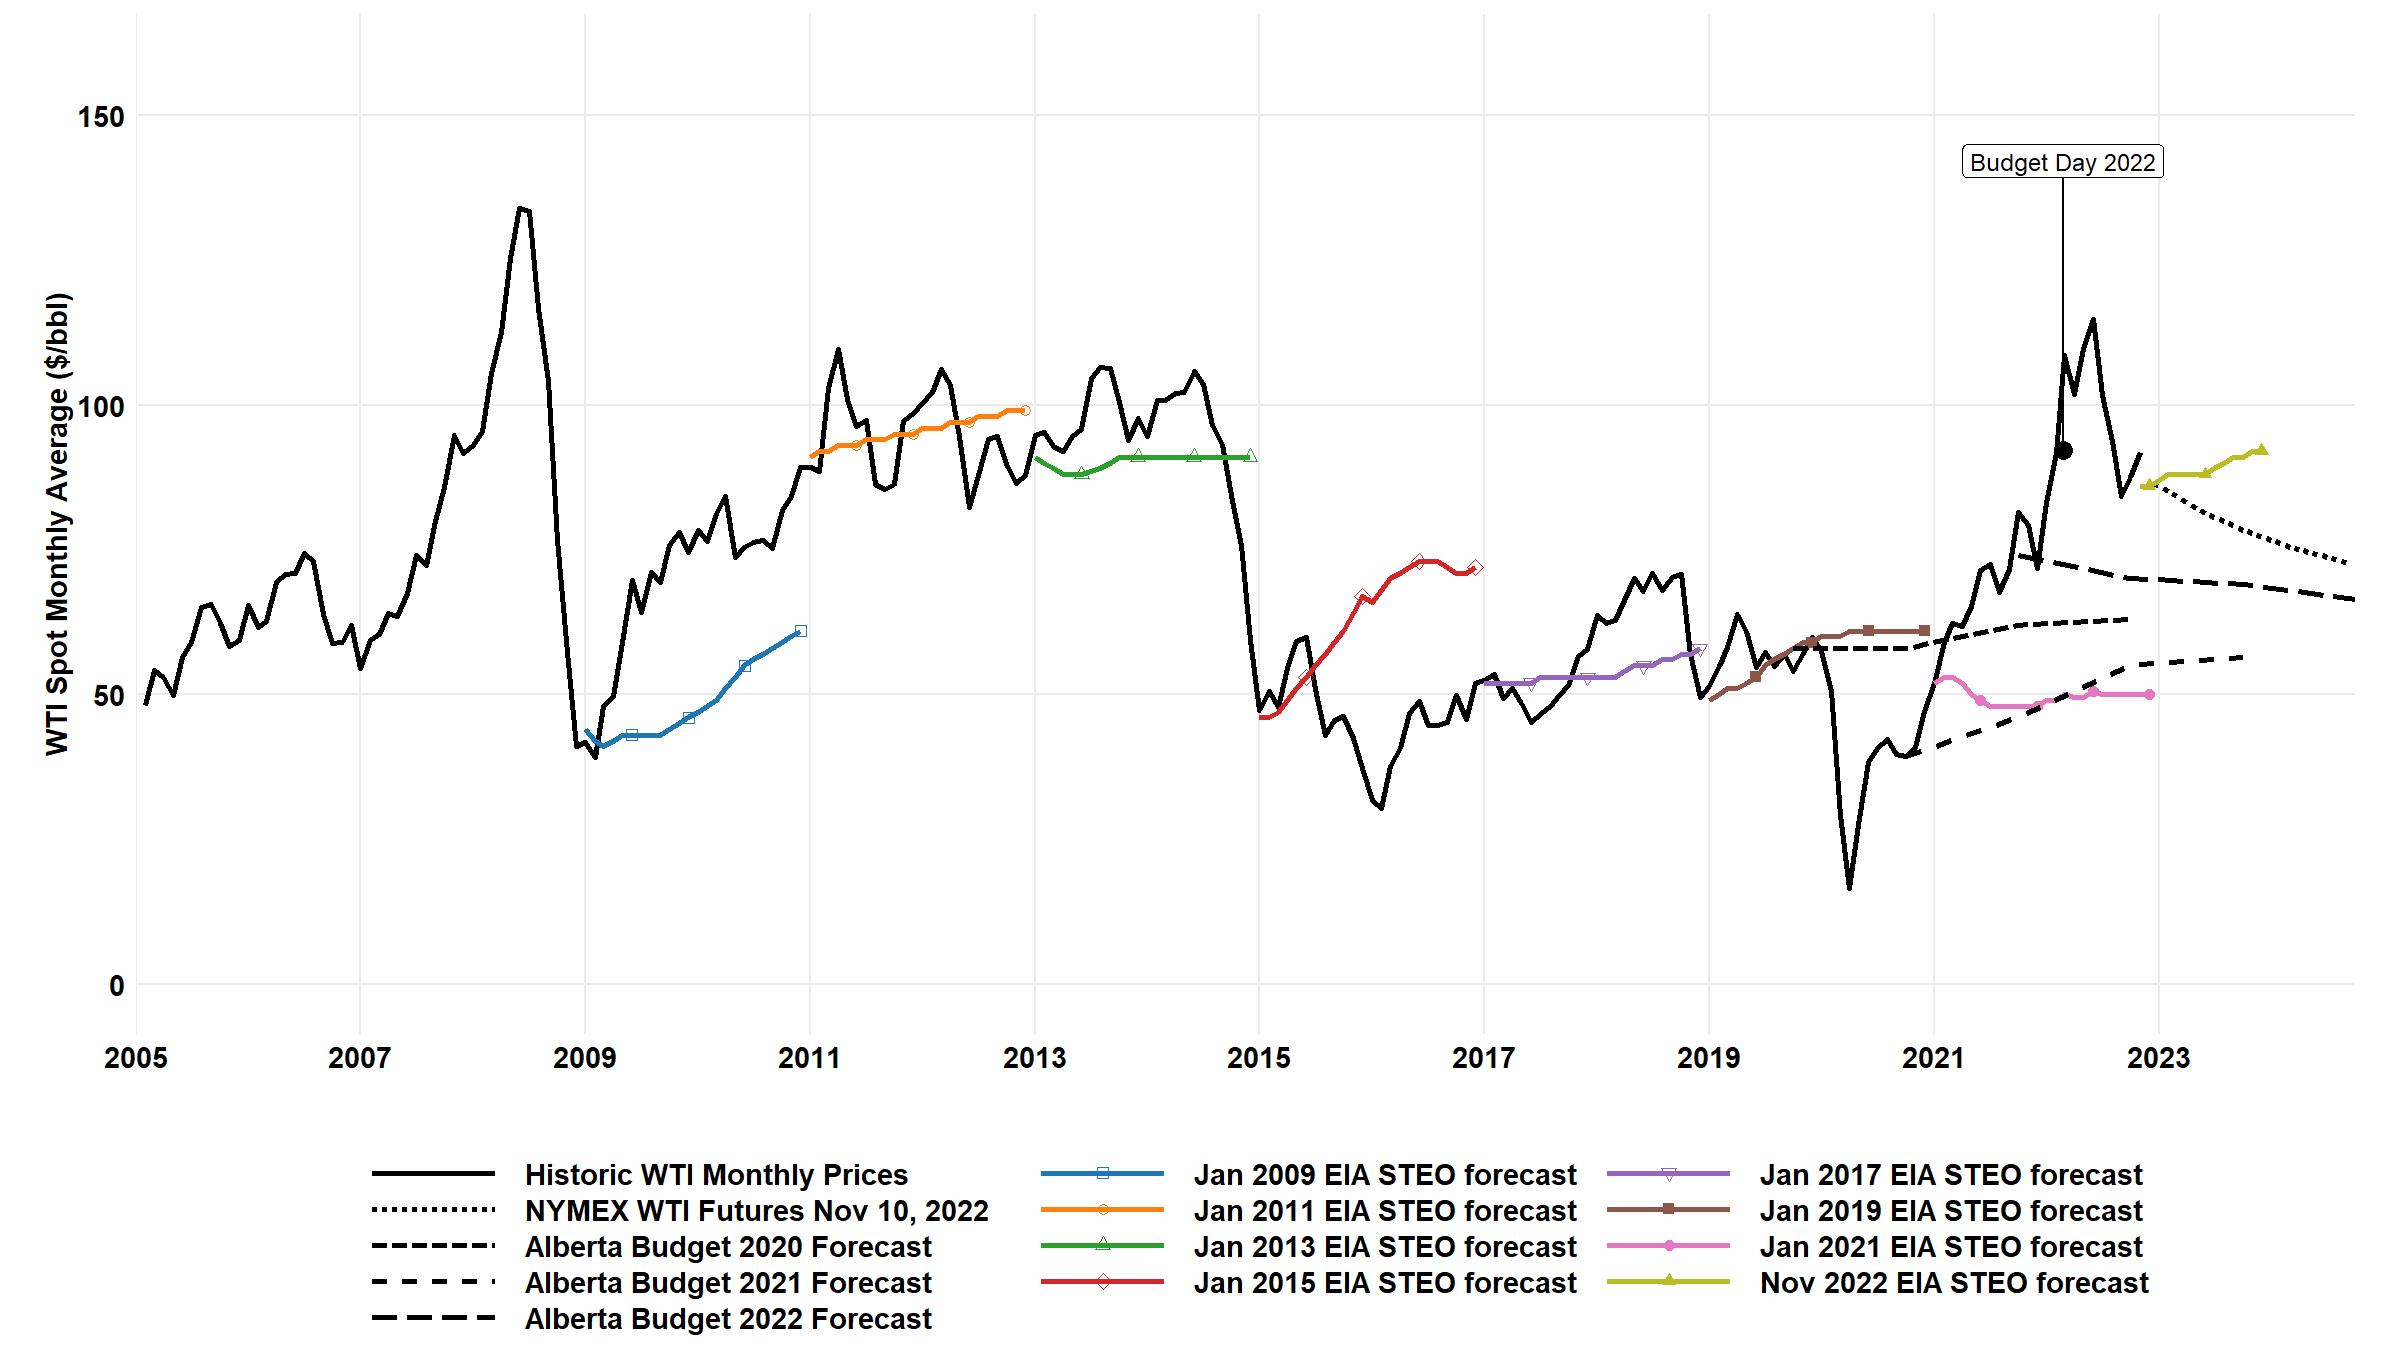 150
Budget Day 2022
WTI Spot Monthly Average ($/bbl)
100
50
0
2005 2007 2009 2011 2013 2015 2017 2019 2021 2023
Historic WTI Monthly Prices
NYMEX WTI Futures Nov 10, 2022
Alberta Budget 2020 Forecast
Alberta Budget 2021 Forecast
Alberta Budget 2022 Forecast
Jan 2009 EIA STEO forecast
Jan 2011 EIA STEO forecast
Jan 2013 EIA STEO forecast
Jan 2015 EIA STEO forecast
Jan 2017 EIA STEO forecast
Jan 2019 EIA STEO forecast
Jan 2021 EIA STEO forecast
Nov 2022 EIA STEO forecast